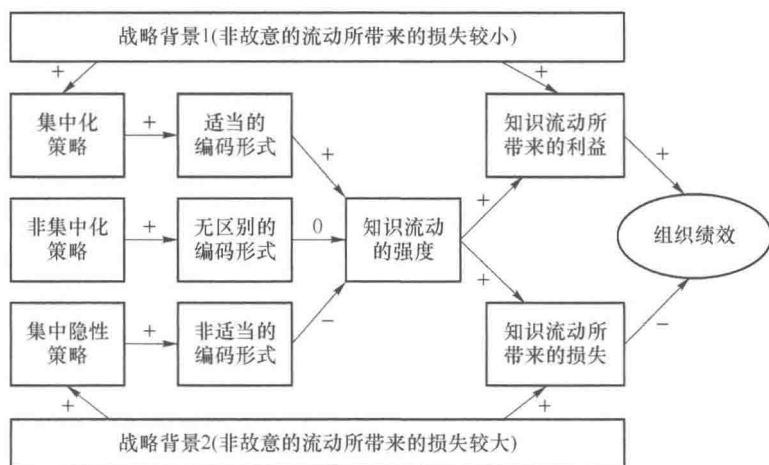 战略背景1(非故意的流动所带来的损失较小)
+
+
集中化
策略
+
适当的
编码形式
+
知识流动所
带来的利益
+
非集中化
策略
+
无区别的
编码形式
0
知识流动
的强度
+
+
组织绩效
集中隐性
策略
+
非适当的
编码形式
−
知识流动所
带来的损失
−
+
+
战略背景2(非故意的流动所带来的损失较大)